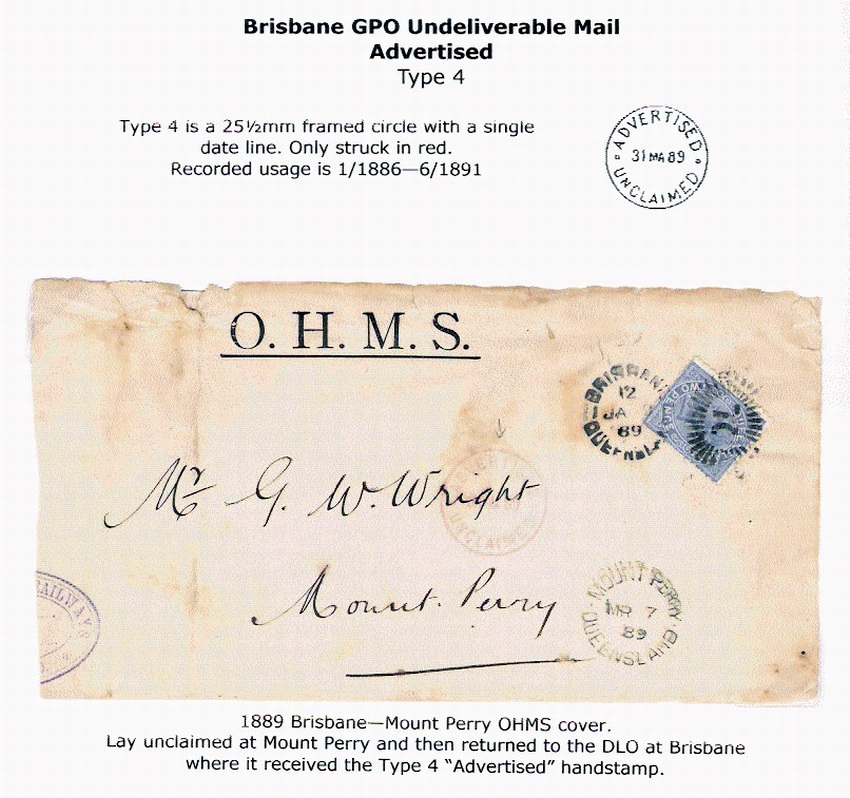 Brisbane GPO Undeliverable Mail
Advertised
Type 4
Type 4 is a 25½mm framed circle with a single
date line. Only struck in red.
Recorded usage is 1/1886—6/1891
ADVERTISED
31 MA 89
UNCLAIMED
O. H. M. S.
BRISBANE
12
JA
89
QUEENSLAND
TWO PENCE
Mr G. W. Wright
UNCLAIMED
Mount Perry
RAILWAYS
MOUNT PERRY
MR 7
89
QUEENSLAND
1889 Brisbane—Mount Perry OHMS cover.
Lay unclaimed at Mount Perry and then returned to the DLO at Brisbane
where it received the Type 4 “Advertised” handstamp.